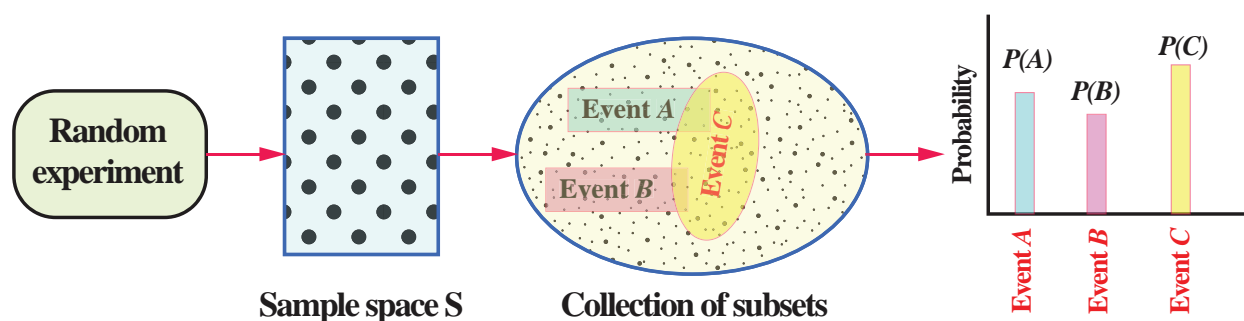 Random
experiment
Sample space S
Event A
Event B
Event C
Collection of subsets
Probability
P(A)
P(B)
P(C)
Event A
Event B
Event C